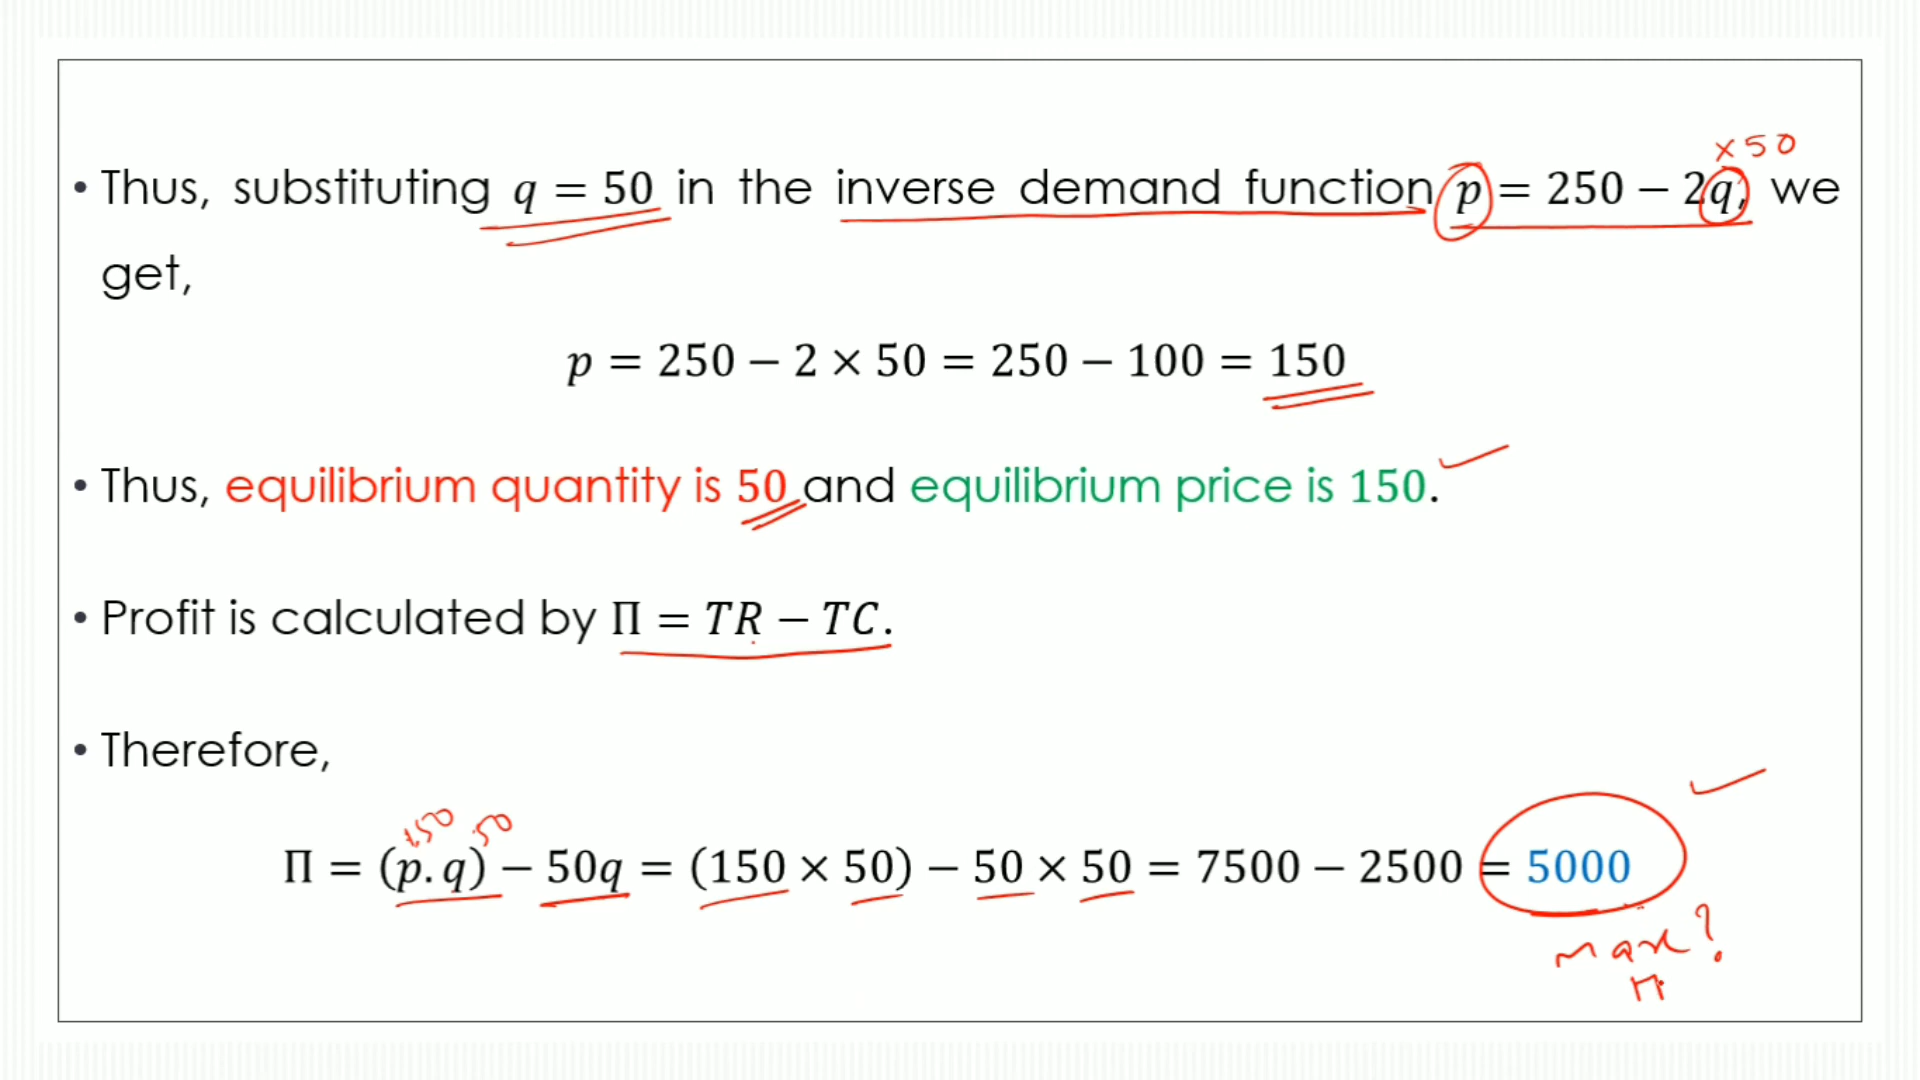 × 50
• Thus, substituting q = 50 in the inverse demand function p = 250 − 2q, we
get,
p = 250 − 2 × 50 = 250 − 100 = 150
• Thus, equilibrium quantity is 50 and equilibrium price is 150.
• Profit is calculated by Π = TR − TC.
• Therefore,
150 50
Π = (p. q) − 50q = (150 × 50) − 50 × 50 = 7500 − 2500 = 5000
max ?
Π